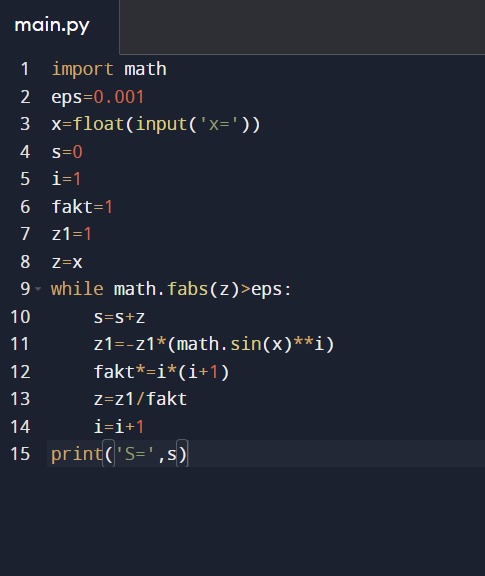 main.py
1 import math
2 eps=0.001
3 x=float(input('x='))
4 s=0
5 i=1
6 fakt=1
7 z1=1
8 z=x
9 while math.fabs(z)>eps:
10     s=s+z
11     z1=-z1*(math.sin(x)**i)
12     fakt*=i*(i+1)
13     z=z1/fakt
14     i=i+1
15 print('S=',s)